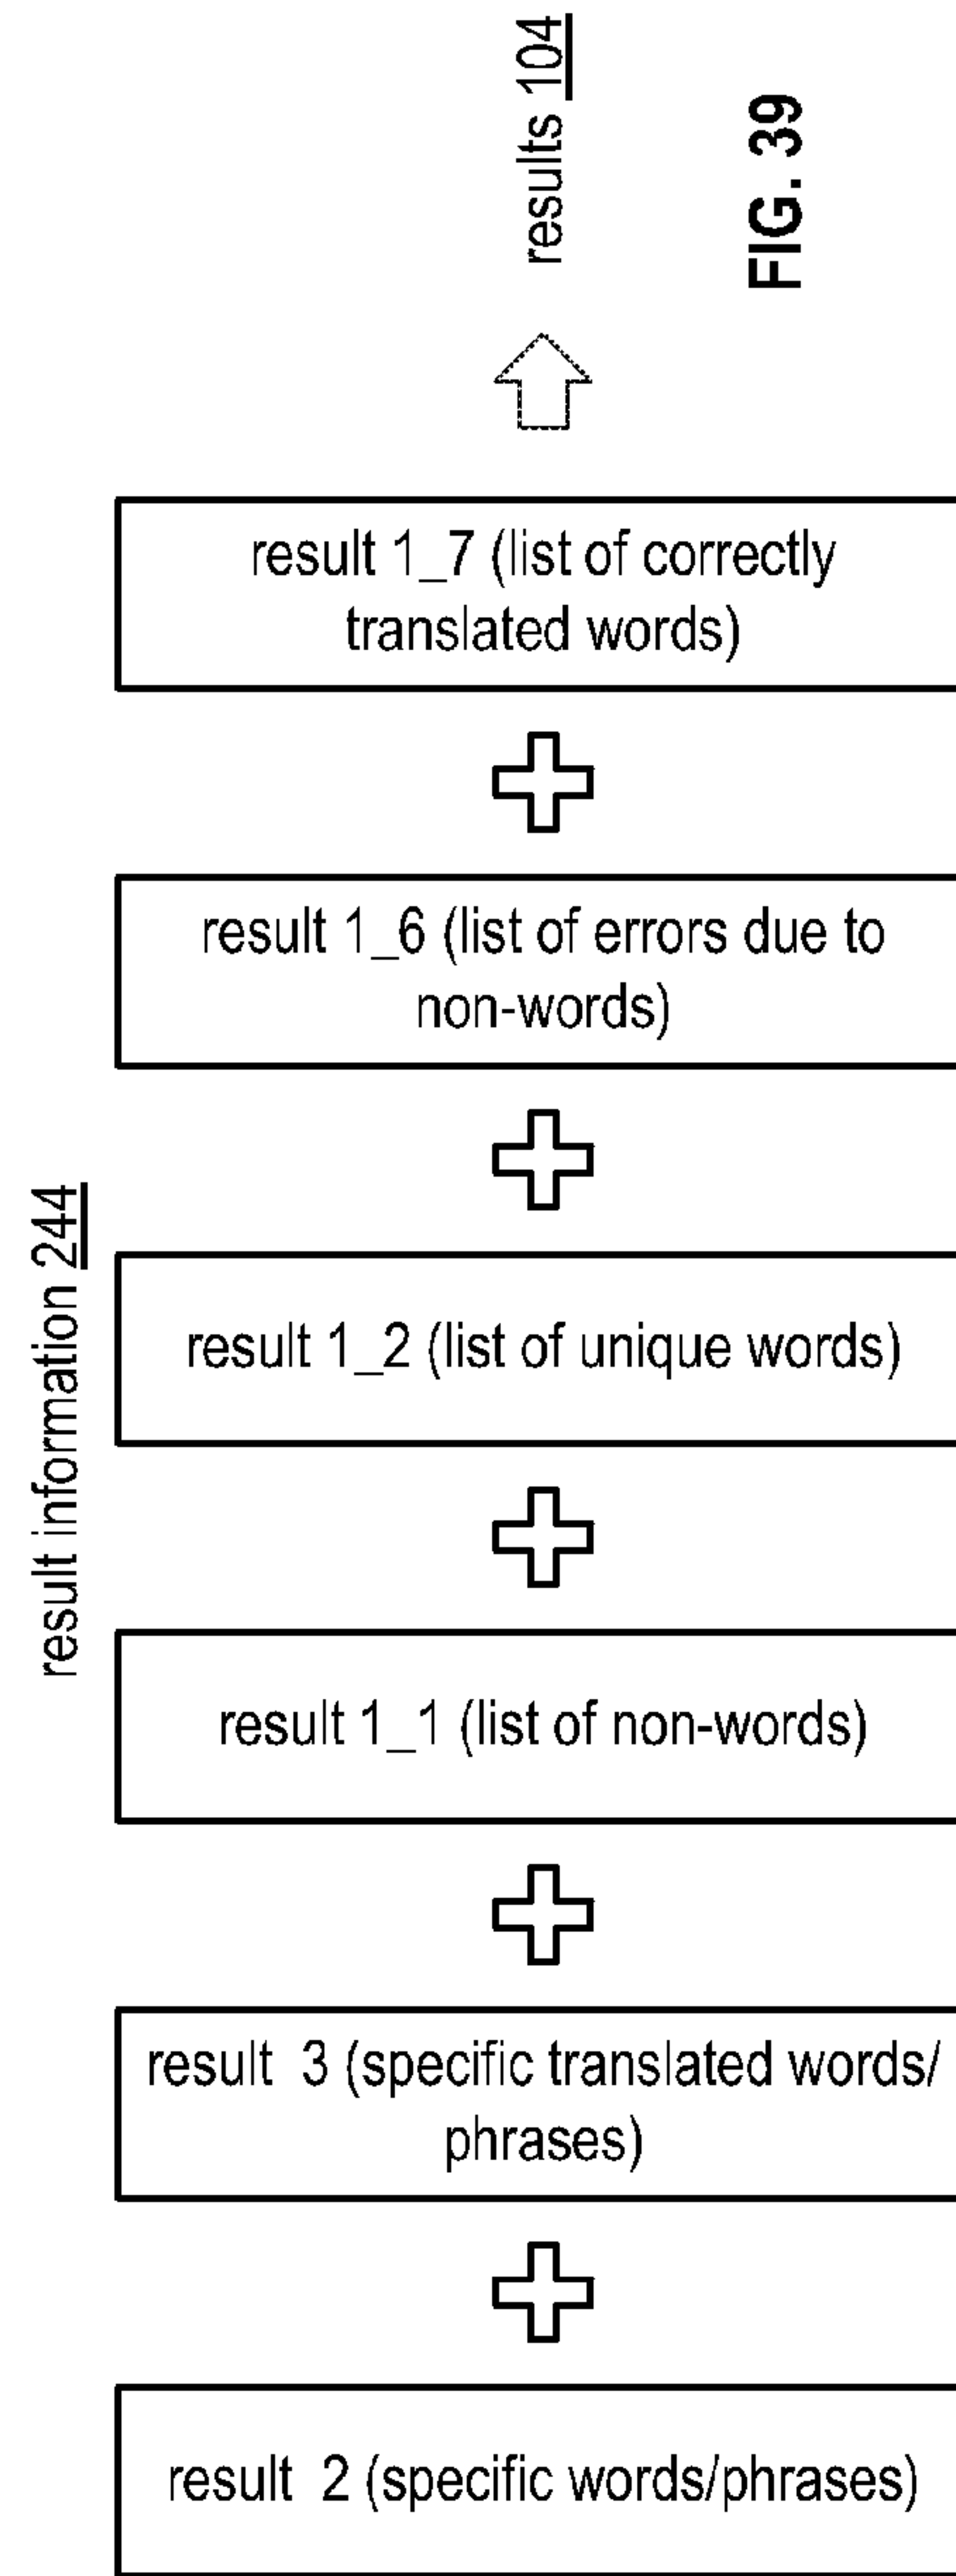 result information 244
results 104
FIG. 39
result 1_7 (list of correctly
translated words)
result 1_6 (list of errors due to
non-words)
result 1_2 (list of unique words)
result 1_1 (list of non-words)
result 3 (specific translated words/
phrases)
result 2 (specific words/phrases)